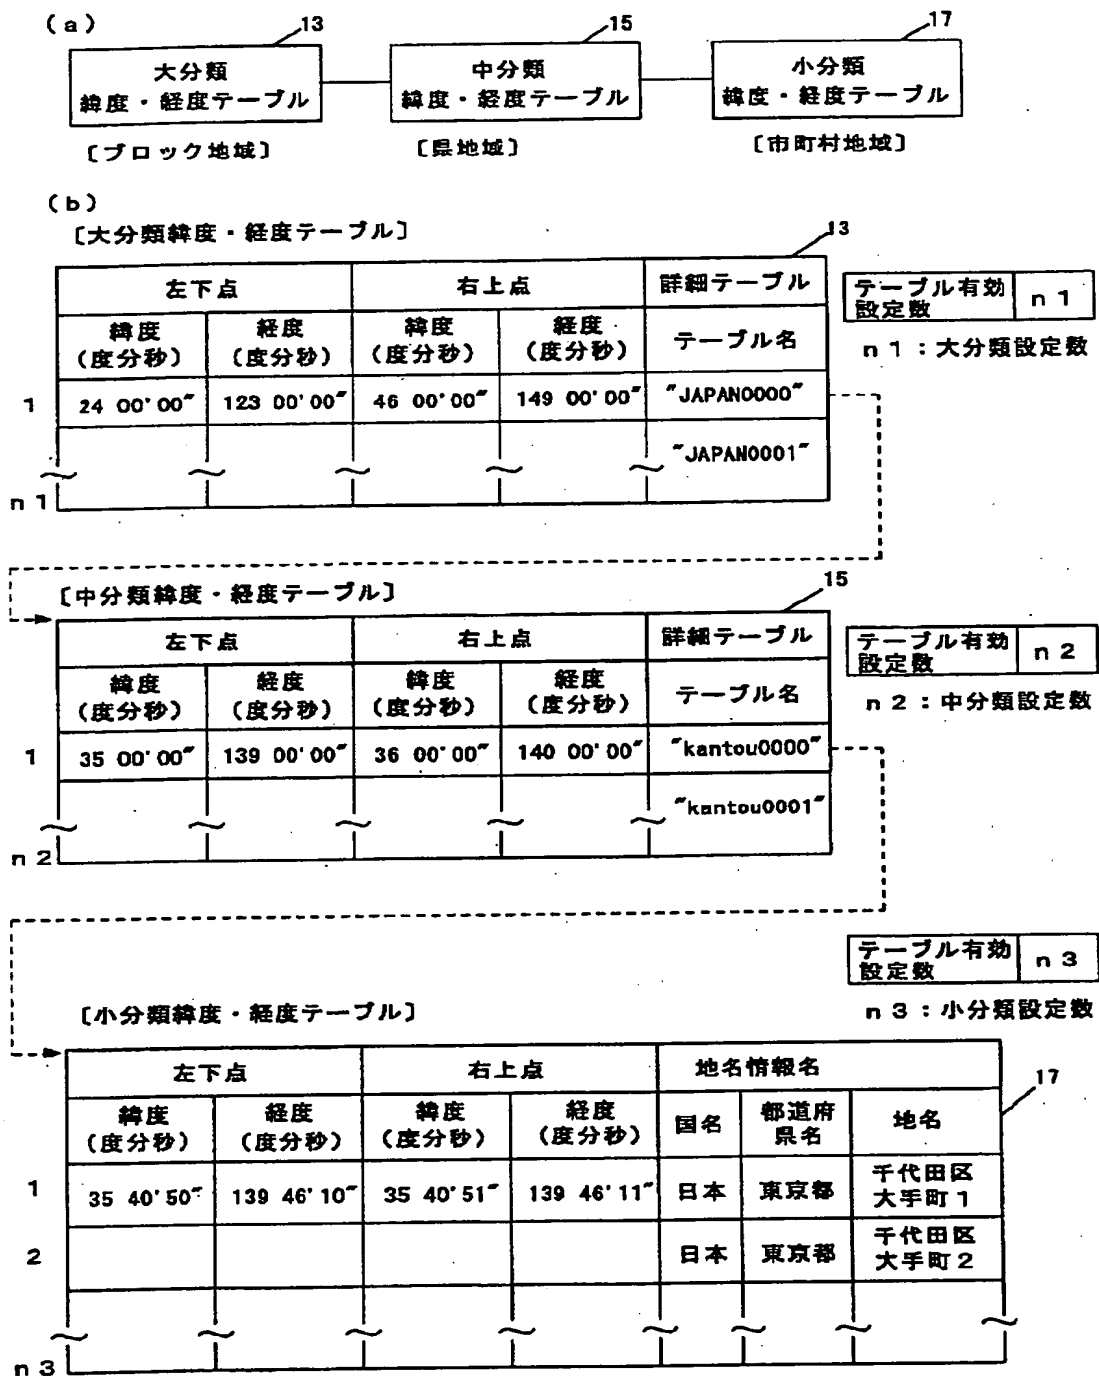 (a)
13
15
17
大分類
緯度・経度テーブル
中分類
緯度・経度テーブル
小分類
緯度・経度テーブル
〔ブロック地域〕
〔県地域〕
〔市町村地域〕
(b)
〔大分類緯度・経度テーブル〕
13
左下点 右上点 詳細テーブル
緯度
(度分秒)
経度
(度分秒)
緯度
(度分秒)
経度
(度分秒)
テーブル名
1 24 00'00" 123 00'00" 46 00'00" 149 00'00" "JAPAN0000"
"JAPAN0001"
n1
テーブル有効
設定数
n1
n1:大分類設定数
〔中分類緯度・経度テーブル〕
15
左下点 右上点 詳細テーブル
緯度
(度分秒)
経度
(度分秒)
緯度
(度分秒)
経度
(度分秒)
テーブル名
1 35 00'00" 139 00'00" 36 00'00" 140 00'00" "kantou0000"
"kantou0001"
n2
テーブル有効
設定数
n2
n2:中分類設定数
テーブル有効
設定数
n3
n3:小分類設定数
〔小分類緯度・経度テーブル〕
17
左下点 右上点 地名情報名
緯度
(度分秒)
経度
(度分秒)
緯度
(度分秒)
経度
(度分秒)
国名
都道府
県名
地名
1 35 40'50" 139 46'10" 35 40'51" 139 46'11" 日本 東京都
千代田区
大手町1
2 日本 東京都
千代田区
大手町2
n3